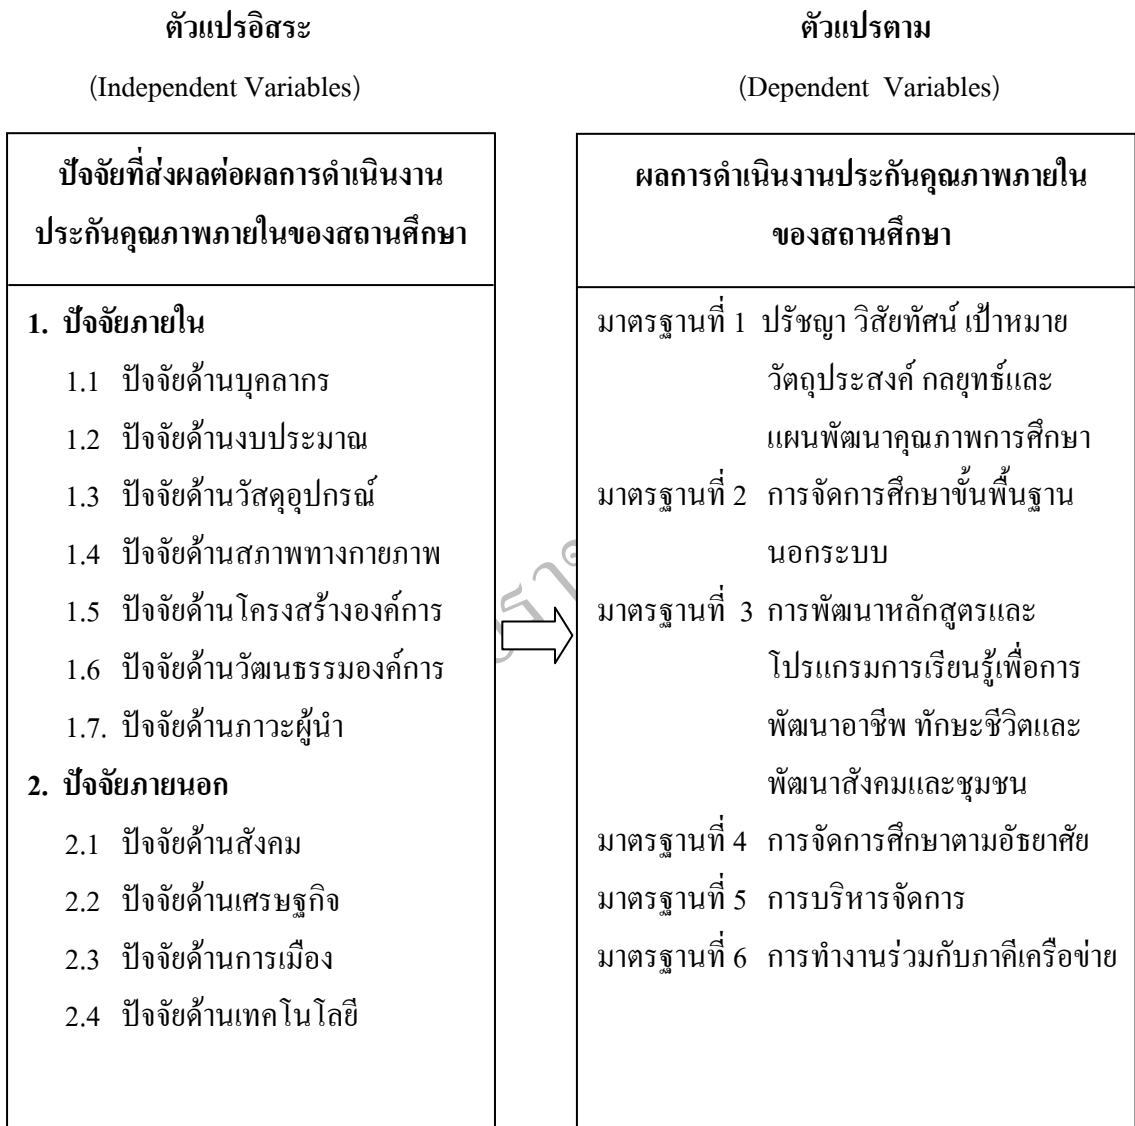 ตัวแปรอิสระ
(Independent Variables)
ปัจจัยที่ส่งผลต่อผลการดำเนินงาน
ประกันคุณภาพภายในของสถานศึกษา
1. ปัจจัยภายใน
1.1 ปัจจัยด้านบุคลากร
1.2 ปัจจัยด้านงบประมาณ
1.3 ปัจจัยด้านวัสดุอุปกรณ์
1.4 ปัจจัยด้านสภาพทางกายภาพ
1.5 ปัจจัยด้านโครงสร้างองค์การ
1.6 ปัจจัยด้านวัฒนธรรมองค์การ
1.7. ปัจจัยด้านภาวะผู้นำ
2. ปัจจัยภายนอก
2.1 ปัจจัยด้านสังคม
2.2 ปัจจัยด้านเศรษฐกิจ
2.3 ปัจจัยด้านการเมือง
2.4 ปัจจัยด้านเทคโนโลยี
ตัวแปรตาม
(Dependent Variables)
ผลการดำเนินงานประกันคุณภาพภายใน
ของสถานศึกษา
มาตรฐานที่ 1 ปรัชญา วิสัยทัศน์ เป้าหมาย
วัตถุประสงค์ กลยุทธ์และ
แผนพัฒนาคุณภาพการศึกษา
มาตรฐานที่ 2 การจัดการศึกษาขั้นพื้นฐาน
นอกระบบ
มาตรฐานที่ 3 การพัฒนาหลักสูตรและ
โปรแกรมการเรียนรู้เพื่อการ
พัฒนาอาชีพ ทักษะชีวิตและ
พัฒนาสังคมและชุมชน
มาตรฐานที่ 4 การจัดการศึกษาตามอัธยาศัย
มาตรฐานที่ 5 การบริหารจัดการ
มาตรฐานที่ 6 การทำงานร่วมกับภาคีเครือข่าย